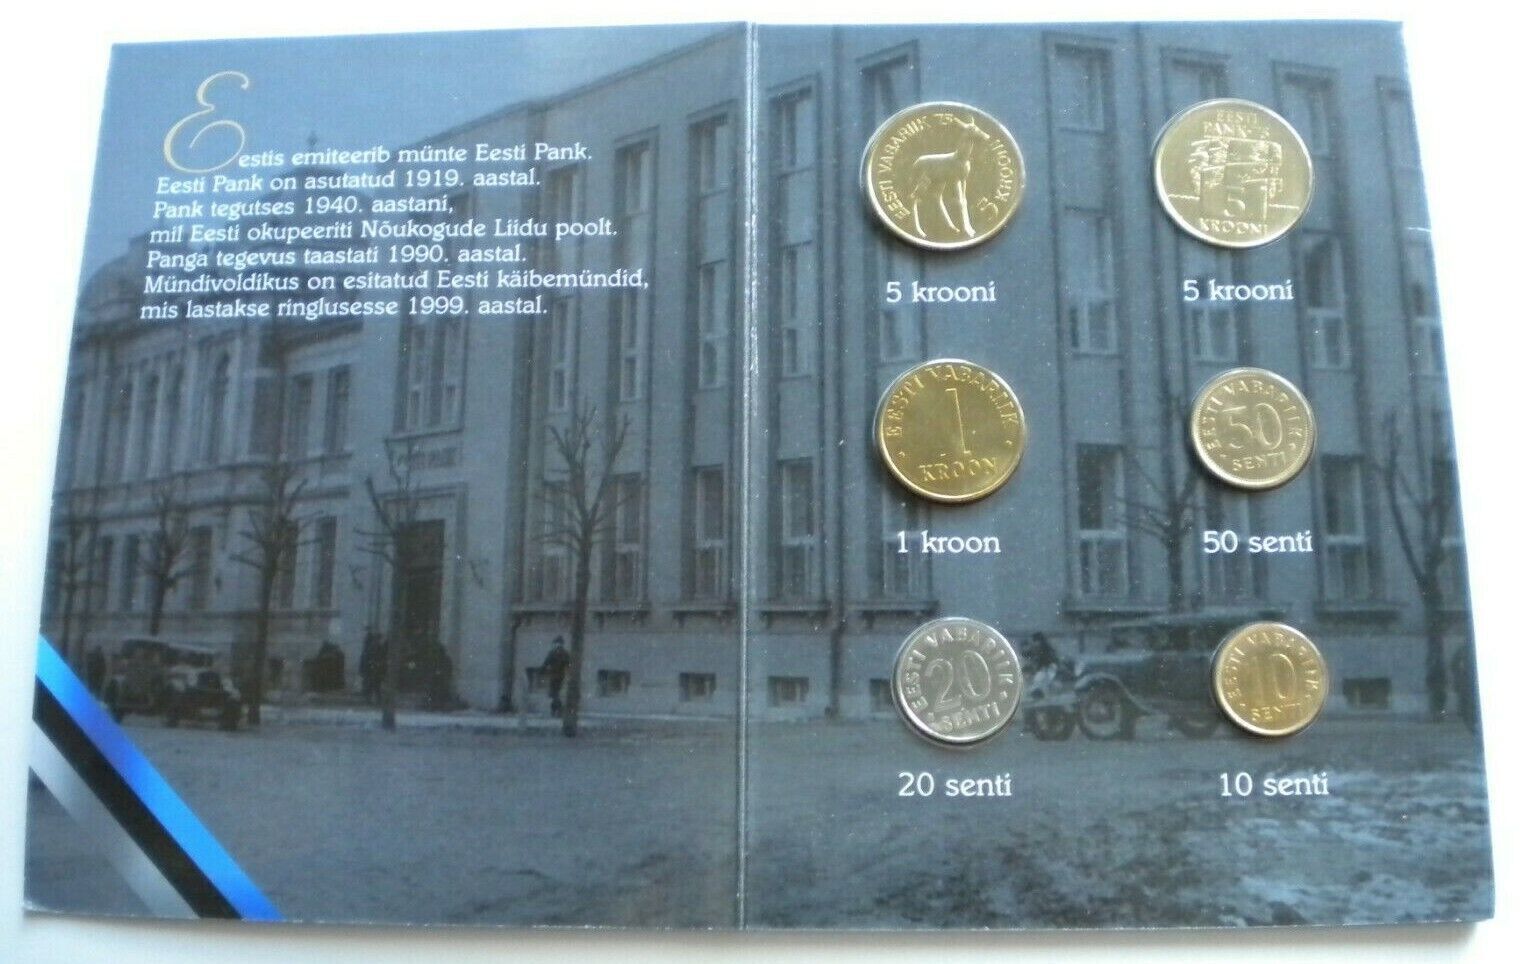 Eestis emiteerib münte Eesti Pank.
Eesti Pank on asutatud 1919. aastal.
Pank tegutses 1940. aastani,
mil Eesti okupeeriti Nõukogude Liidu poolt.
Panga tegevus taastati 1990. aastal.
Mündivoldikus on esitatud Eesti käibemündid,
mis lastakse ringlusesse 1999. aastal.
EESTI VABARIIK '75
5 KROONI
5 krooni
EESTI
PANK-75
5
KROONI
5 krooni
EESTI VABARIIK
1
KROON
1 kroon
EESTI VABARIIK
50
SENTI
50 senti
EESTI VABARIIK
20
SENTI
20 senti
EESTI VABARIIK
10
SENTI
10 senti